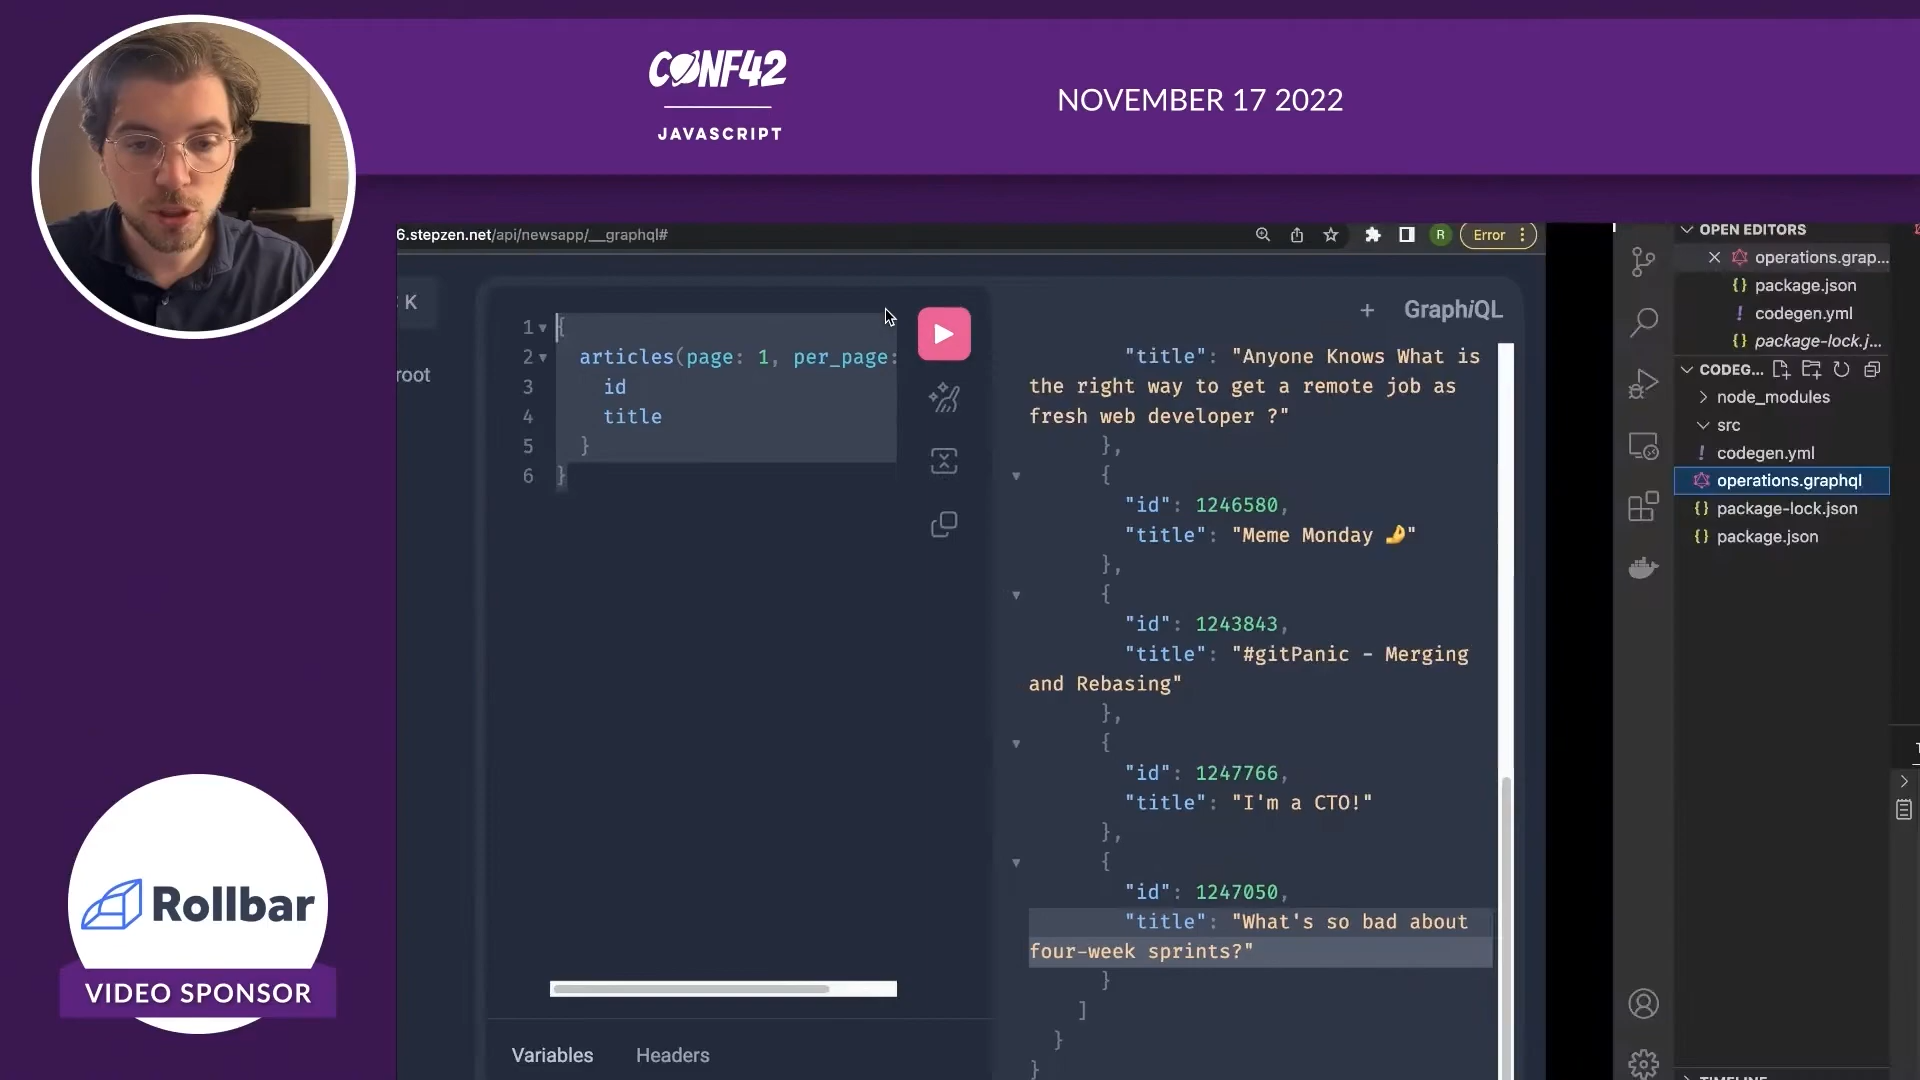 CONF42
JAVASCRIPT
NOVEMBER 17 2022
6.stepzen.net/api/newsapp/__graphql#
R
Error
K
root
1
{
2
articles(page: 1, per_page:
3
id
4
title
5
}
6
}
+
GraphiQL
"title": "Anyone Knows What is
the right way to get a remote job as
fresh web developer ?"
},
{
"id": 1246580,
"title": "Meme Monday 🤌"
},
{
"id": 1243843,
"title": "#gitPanic - Merging
and Rebasing"
},
{
"id": 1247766,
"title": "I'm a CTO!"
},
{
"id": 1247050,
"title": "What's so bad about
four-week sprints?"
}
]
}
}
Variables
Headers
OPEN EDITORS
operations.grap...
{} package.json
! codegen.yml
{} package-lock.j...
CODEG...
node_modules
src
! codegen.yml
operations.graphql
{} package-lock.json
{} package.json
TIMELINE
Rollbar
VIDEO SPONSOR